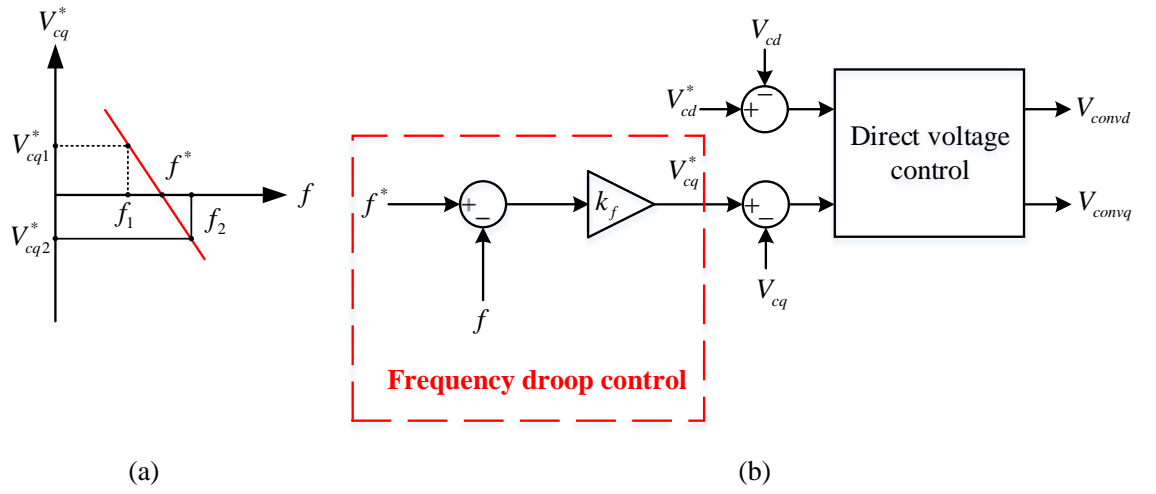 V*cq
V*cq1
f*
f
f1
f2
V*cq2
(a)
Vcd
V*cd
+
−
Direct voltage
control
Vconvd
Vconvq
V*cq
+
−
Vcq
f*
+
−
kf
f
Frequency droop control
(b)